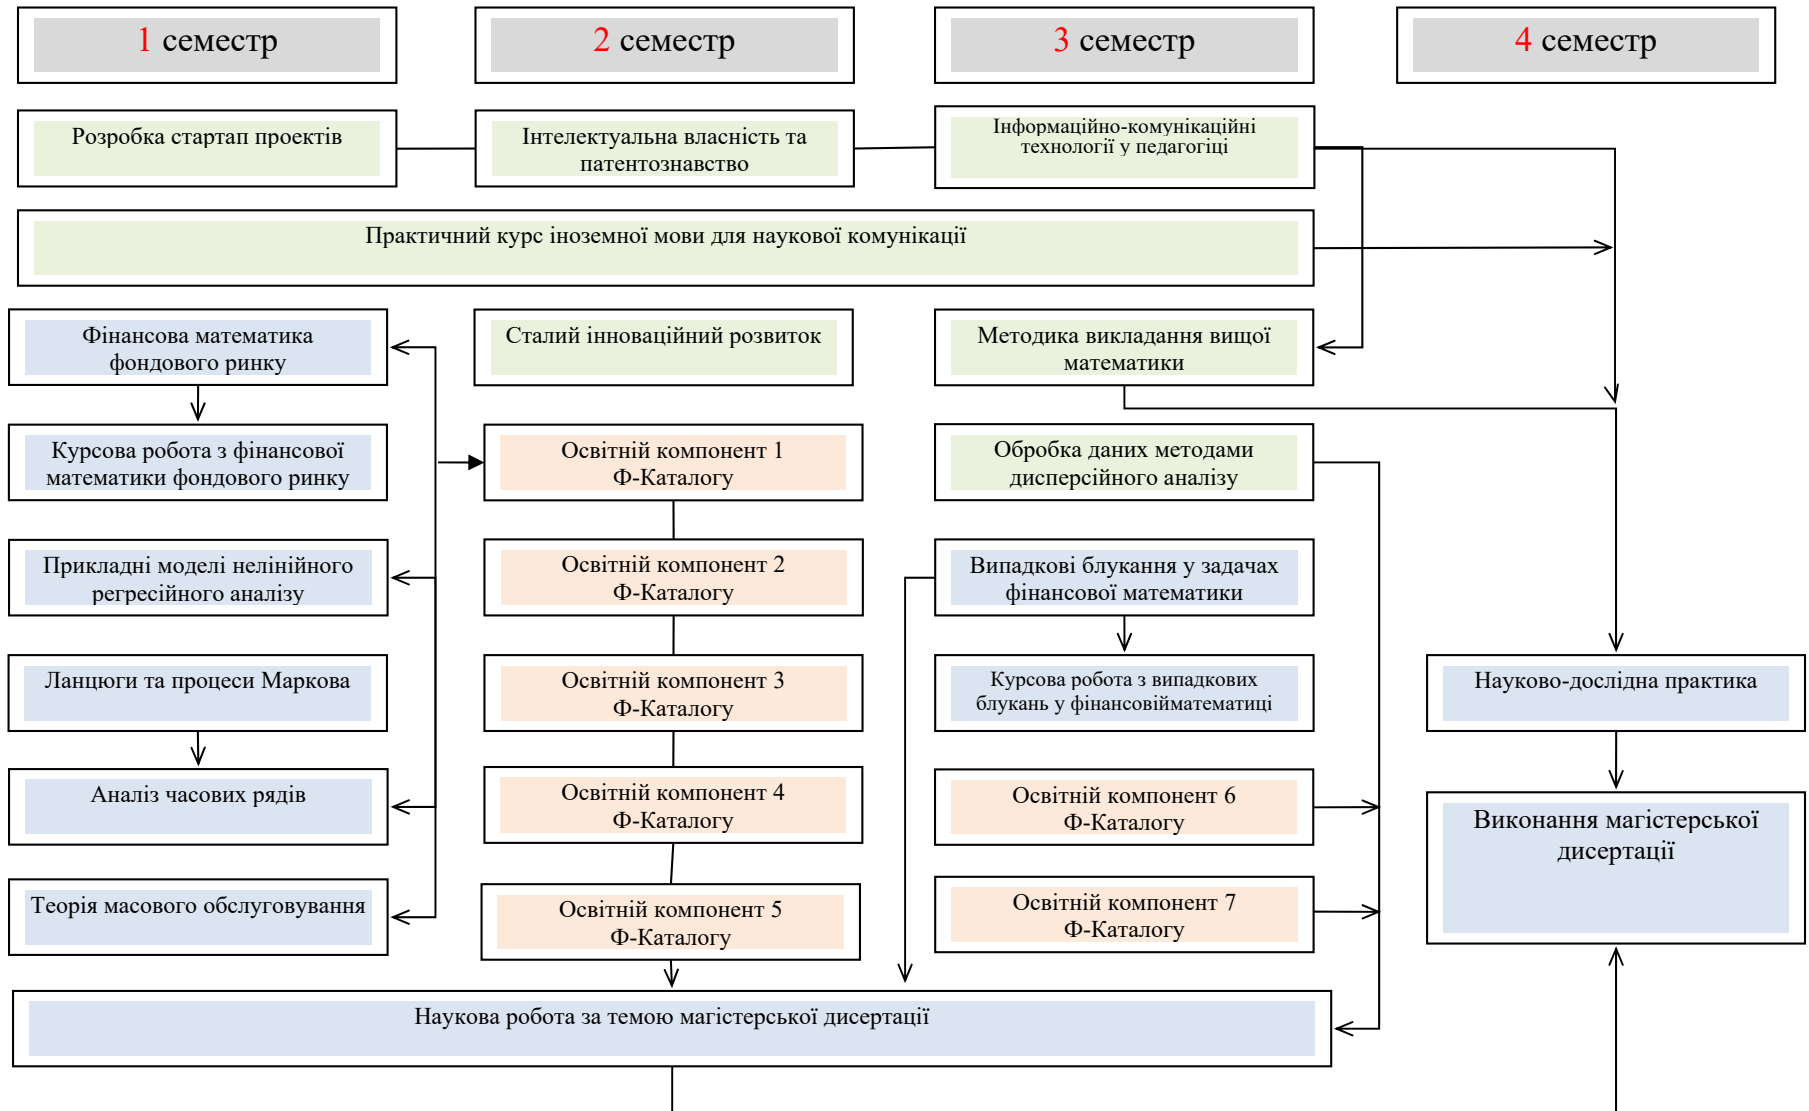 1 семестр
2 семестр
3 семестр
4 семестр
Розробка стартап проектів
Інтелектуальна власність та
патентознавство
Інформаційно-комунікаційні
технології у педагогіці
Практичний курс іноземної мови для наукової комунікації
Фінансова математика
фондового ринку
Сталий інноваційний розвиток
Методика викладання вищої
математики
Курсова робота з фінансової
математики фондового ринку
Освітній компонент 1
Ф-Каталогу
Обробка даних методами
дисперсійного аналізу
Прикладні моделі нелінійного
регресійного аналізу
Освітній компонент 2
Ф-Каталогу
Випадкові блукання у задачах
фінансової математики
Ланцюги та процеси Маркова
Освітній компонент 3
Ф-Каталогу
Курсова робота з випадкових
блукань у фінансовійматематиці
Науково-дослідна практика
Аналіз часових рядів
Освітній компонент 4
Ф-Каталогу
Освітній компонент 6
Ф-Каталогу
Виконання магістерської
дисертації
Теорія масового обслуговування
Освітній компонент 5
Ф-Каталогу
Освітній компонент 7
Ф-Каталогу
Наукова робота за темою магістерської дисертації